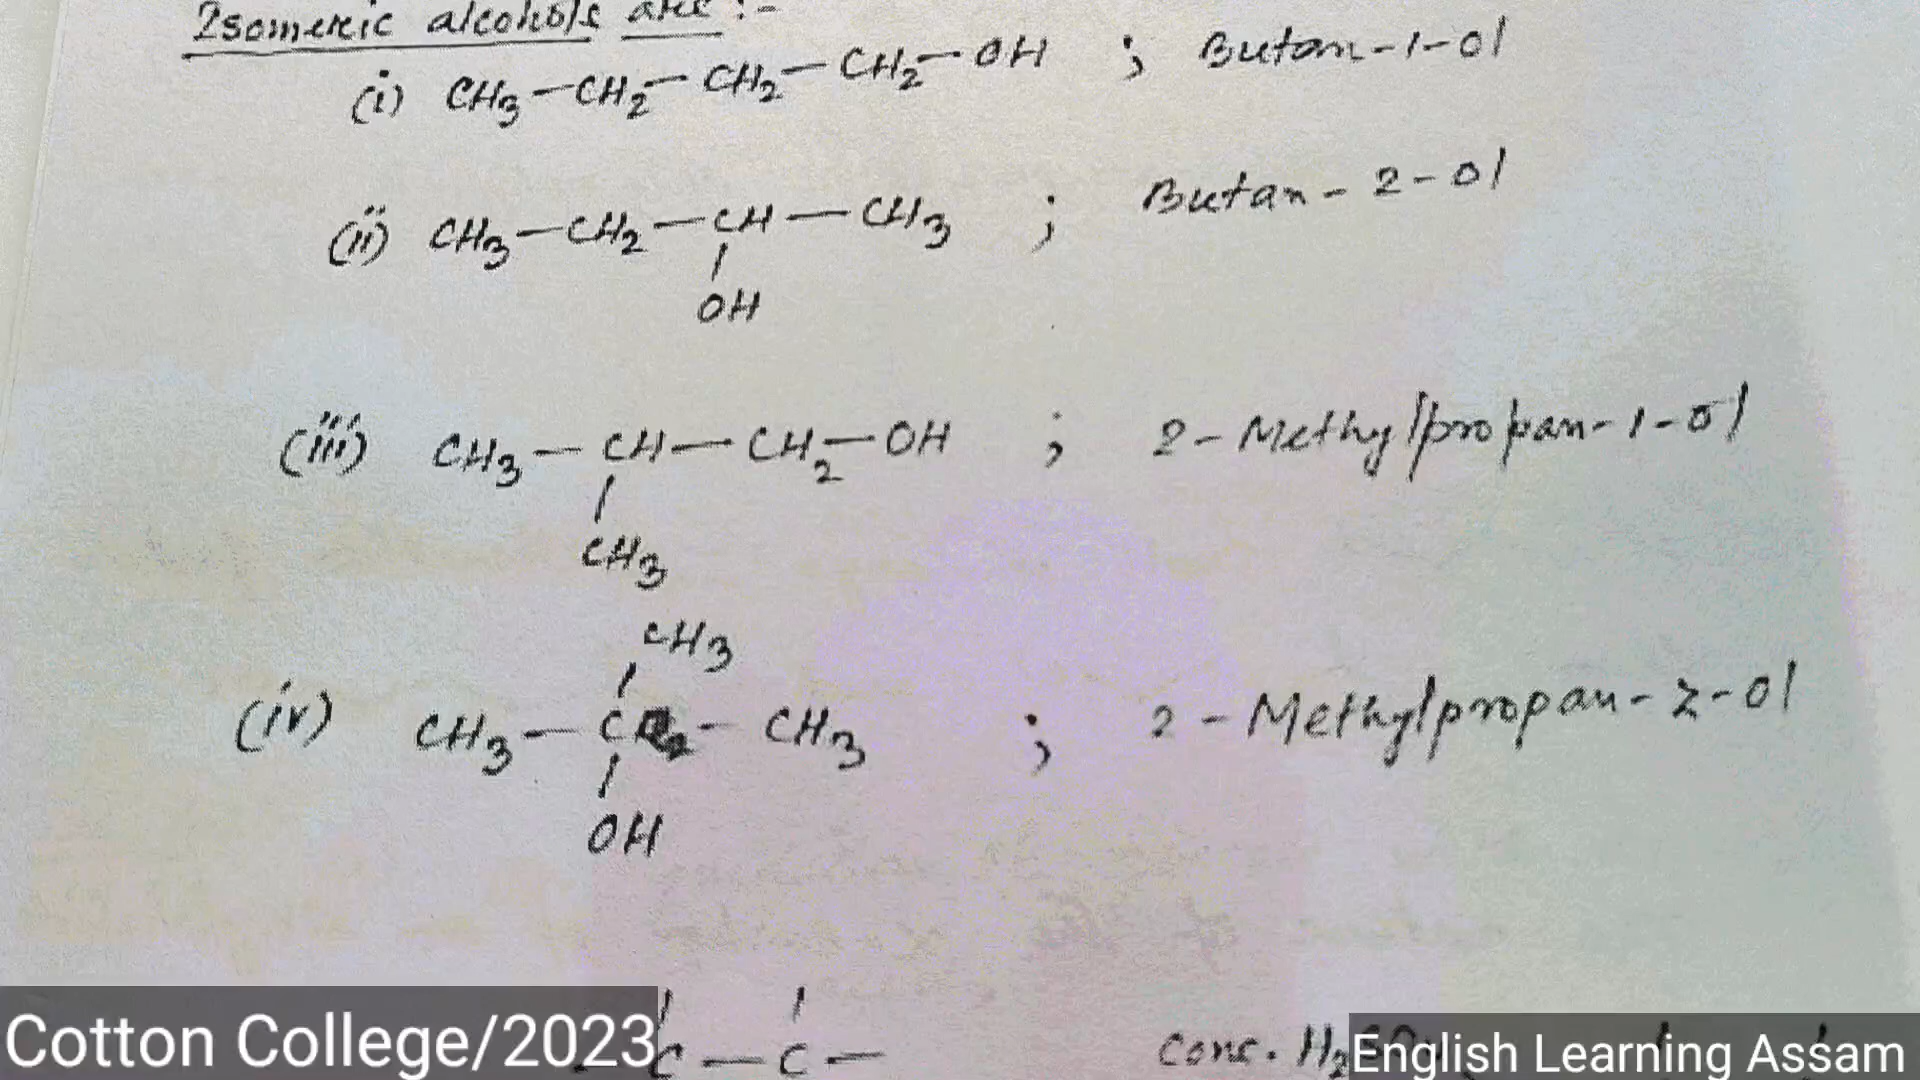 Isomeric alcohols are :-
(i) CH3—CH2—CH2—CH2—OH ; Butan-1-ol
(ii) CH3—CH2—CH—CH3 ; Butan-2-ol
OH
(iii) CH3—CH—CH2—OH ; 2-Methylpropan-1-ol
CH3
CH3
(iv) CH3—C—CH3 ; 2-Methylpropan-2-ol
OH
C—C— conc. H2
Cotton College/2023
English Learning Assam